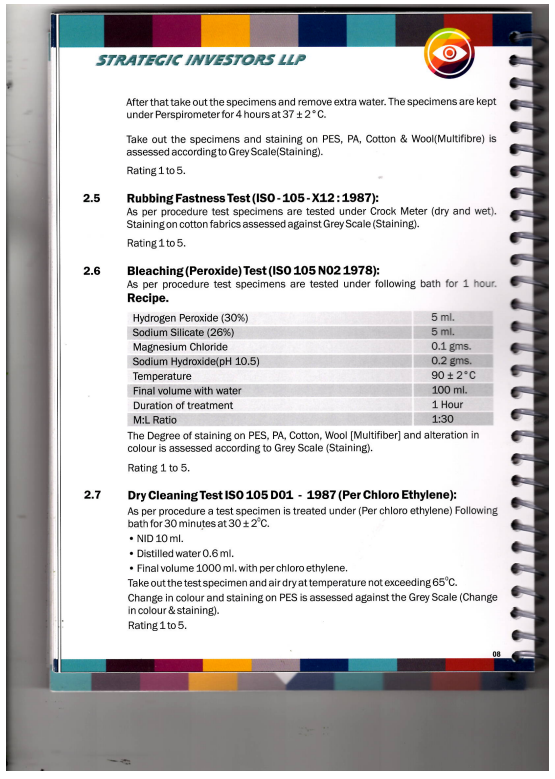 STRATEGIC INVESTORS LLP
After that take out the specimens and remove extra water. The specimens are kept
under Perspirometer for 4 hours at 37 ± 2°C.
Take out the specimens and staining on PES, PA, Cotton & Wool(Multifibre) is
assessed according to Grey Scale(Staining).
Rating 1 to 5.
2.5 Rubbing Fastness Test (ISO - 105 - X12 : 1987):
As per procedure test specimens are tested under Crock Meter (dry and wet).
Staining on cotton fabrics assessed against Grey Scale (Staining).
Rating 1 to 5.
2.6 Bleaching (Peroxide) Test (ISO 105 N02 1978):
As per procedure test specimens are tested under following bath for 1 hour.
Recipe.
Hydrogen Peroxide (30%) 5 ml.
Sodium Silicate (26%) 5 ml.
Magnesium Chloride 0.1 gms.
Sodium Hydroxide(pH 10.5) 0.2 gms.
Temperature 90 ± 2°C
Final volume with water 100 ml.
Duration of treatment 1 Hour
M:L Ratio 1:30
The Degree of staining on PES, PA, Cotton, Wool [Multifiber] and alteration in
colour is assessed according to Grey Scale (Staining).
Rating 1 to 5.
2.7 Dry Cleaning Test ISO 105 D01 - 1987 (Per Chloro Ethylene):
As per procedure a test specimen is treated under (Per chloro ethylene) Following
bath for 30 minutes at 30 ± 2°C.
• NID 10 ml.
• Distilled water 0.6 ml.
• Final volume 1000 ml. with per chloro ethylene.
Take out the test specimen and air dry at temperature not exceeding 65°C.
Change in colour and staining on PES is assessed against the Grey Scale (Change
in colour & staining).
Rating 1 to 5.
08